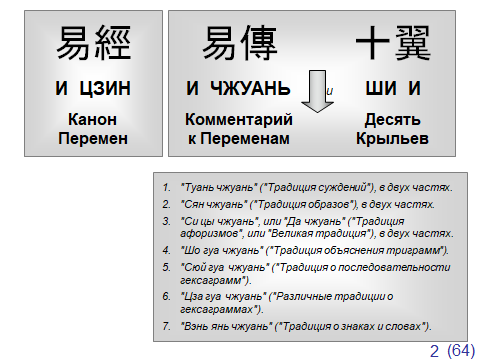 易經
И ЦЗИН
Канон
Перемен
易傳
И ЧЖУАНЬ
Комментарий
к Переменам
и
十翼
ШИ И
Десять
Крыльев
1. "Туань чжуань" ("Традиция суждений"), в двух частях.
2. "Сян чжуань" ("Традиция образов"), в двух частях.
3. "Си цы чжуань", или "Да чжуань" ("Традиция
афоризмов", или "Великая традиция"), в двух частях.
4. "Шо гуа чжуань" ("Традиция объяснения триграмм").
5. "Сюй гуа чжуань" ("Традиция о последовательности
гексаграмм").
6. "Цза гуа чжуань" ("Различные традиции о
гексаграммах").
7. "Вэнь янь чжуань" ("Традиция о знаках и словах").
2 (64)